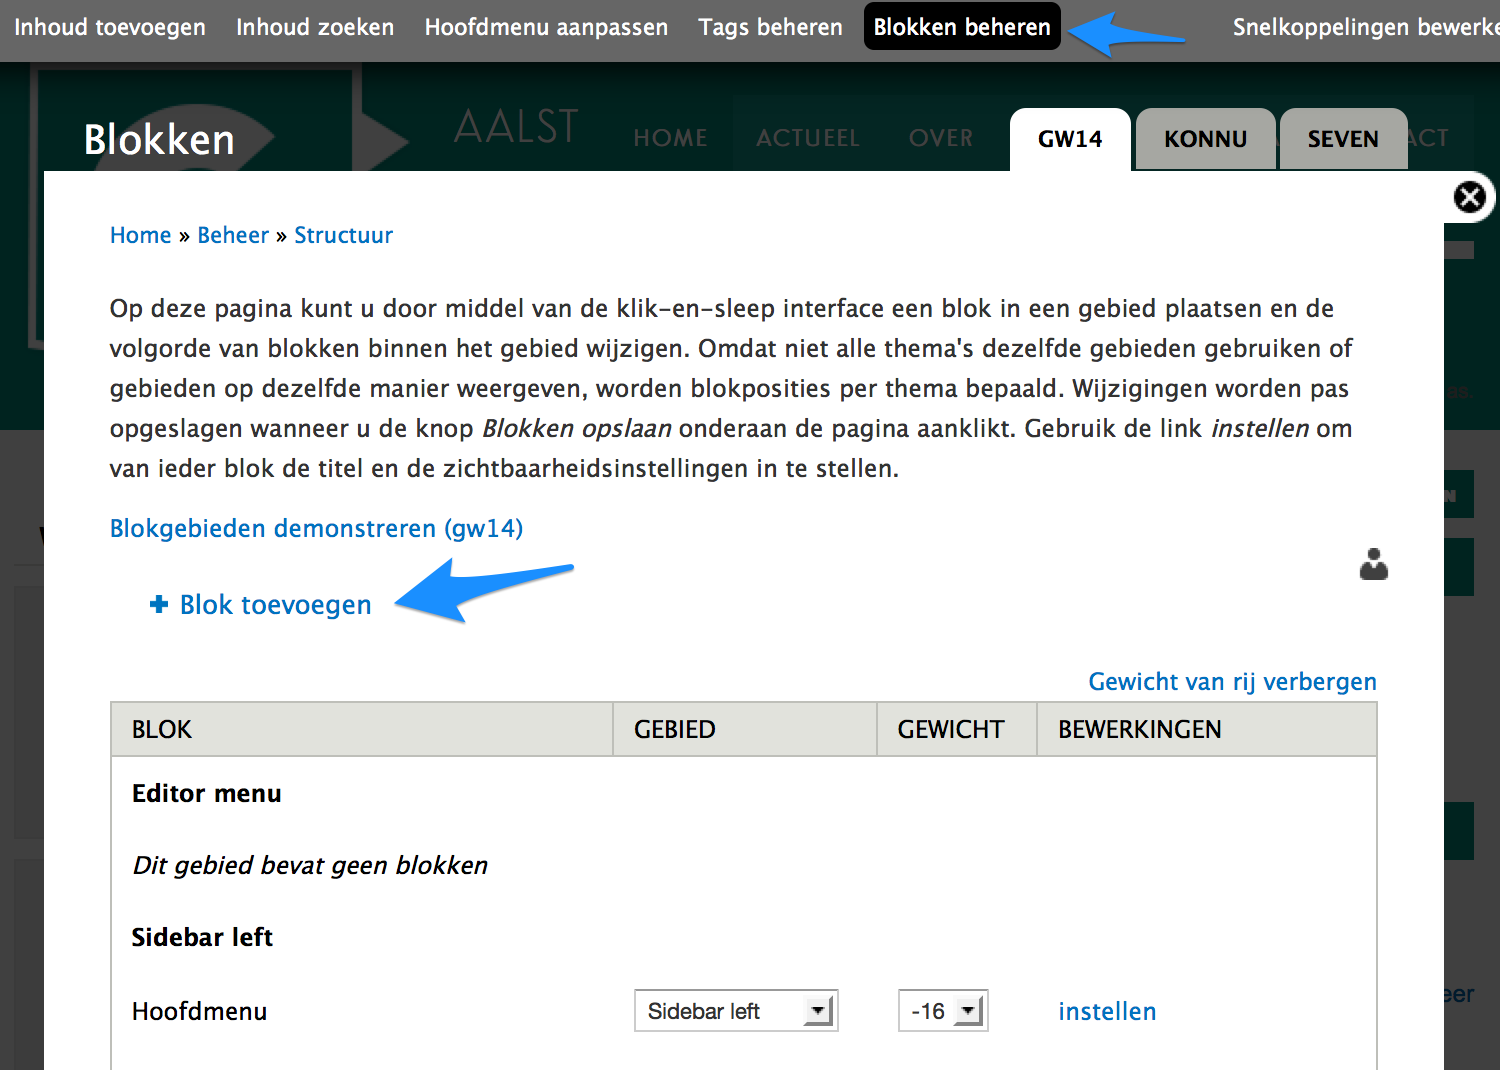 Inhoud toevoegen Inhoud zoeken Hoofdmenu aanpassen Tags beheren Blokken beheren Snelkoppelingen bewerke
AALST
Blokken HOME ACTUEEL OVER GW14 KONNU SEVEN ACT
Home » Beheer » Structuur
Op deze pagina kunt u door middel van de klik-en-sleep interface een blok in een gebied plaatsen en de
volgorde van blokken binnen het gebied wijzigen. Omdat niet alle thema's dezelfde gebieden gebruiken of
gebieden op dezelfde manier weergeven, worden blokposities per thema bepaald. Wijzigingen worden pas
opgeslagen wanneer u de knop Blokken opslaan onderaan de pagina aanklikt. Gebruik de link instellen om
van ieder blok de titel en de zichtbaarheidsinstellingen in te stellen.
Blokgebieden demonstreren (gw14)
Blok toevoegen
Gewicht van rij verbergen
BLOK GEBIED GEWICHT BEWERKINGEN
Editor menu
Dit gebied bevat geen blokken
Sidebar left
Hoofdmenu Sidebar left -16 instellen
eer